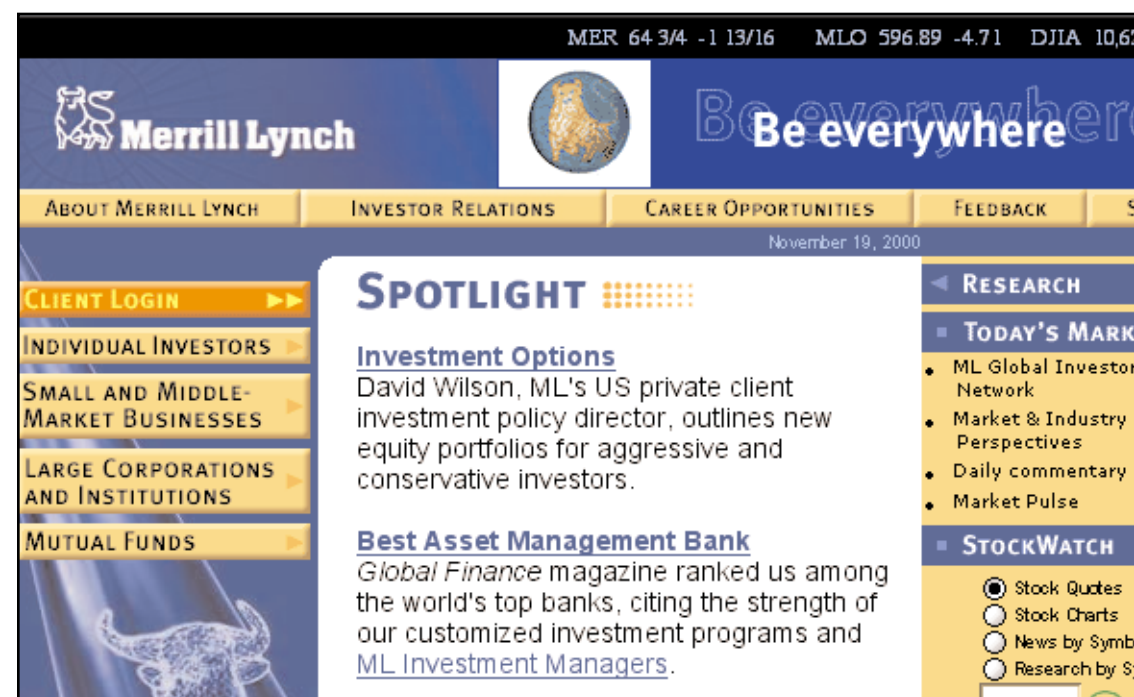 MER 64 3/4 -1 13/16 MLO 596.89 -4.71 DJIA
Merrill Lynch
Be everywhere
Be everywhere
ABOUT MERRILL LYNCH
INVESTOR RELATIONS
CAREER OPPORTUNITIES
FEEDBACK
November 19, 2000
CLIENT LOGIN
INDIVIDUAL INVESTORS
SMALL AND MIDDLE-
MARKET BUSINESSES
LARGE CORPORATIONS
AND INSTITUTIONS
MUTUAL FUNDS
SPOTLIGHT
Investment Options
David Wilson, ML's US private client
investment policy director, outlines new
equity portfolios for aggressive and
conservative investors.
Best Asset Management Bank
Global Finance magazine ranked us among
the world's top banks, citing the strength of
our customized investment programs and
ML Investment Managers.
RESEARCH
TODAY'S
ML Global Investor
Network
Market & Industry
Perspectives
Daily commentary
Market Pulse
STOCKWATCH
Stock Quotes
Stock Charts
News by
Research by